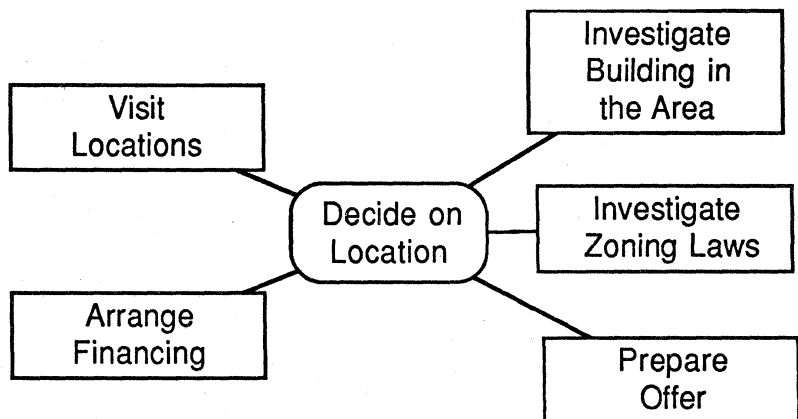 Investigate
Building in
the Area
Visit
Locations
Decide on
Location
Investigate
Zoning Laws
Arrange
Financing
Prepare
Offer